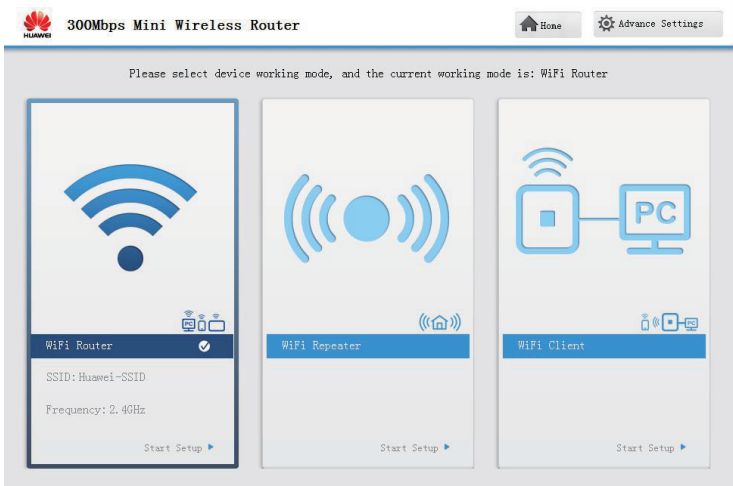 HUAWEI
300Mbps Mini Wireless Router
Home
Advance Settings
Please select device working mode, and the current working mode is: WiFi Router
PC
PC
PC
WiFi Router
WiFi Repeater
WiFi Client
SSID: Huawei-SSID
Frequency: 2.4GHz
Start Setup
Start Setup
Start Setup